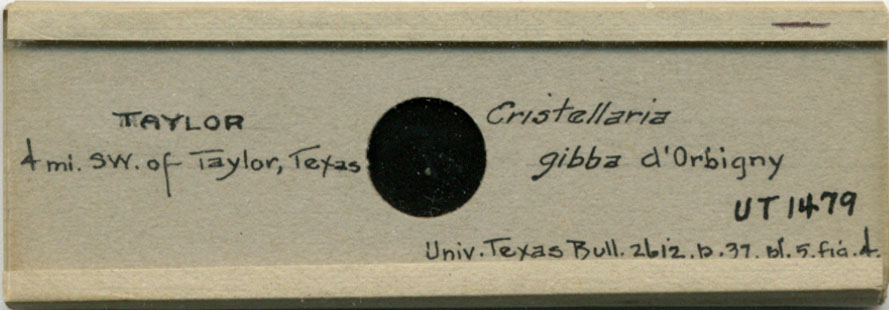 TAYLOR
4 mi. SW. of Taylor, Texas
Cristellaria
gibba d'Orbigny
UT 1479
Univ. Texas Bull. 2612. p. 37. pl. 5. fig. 4.